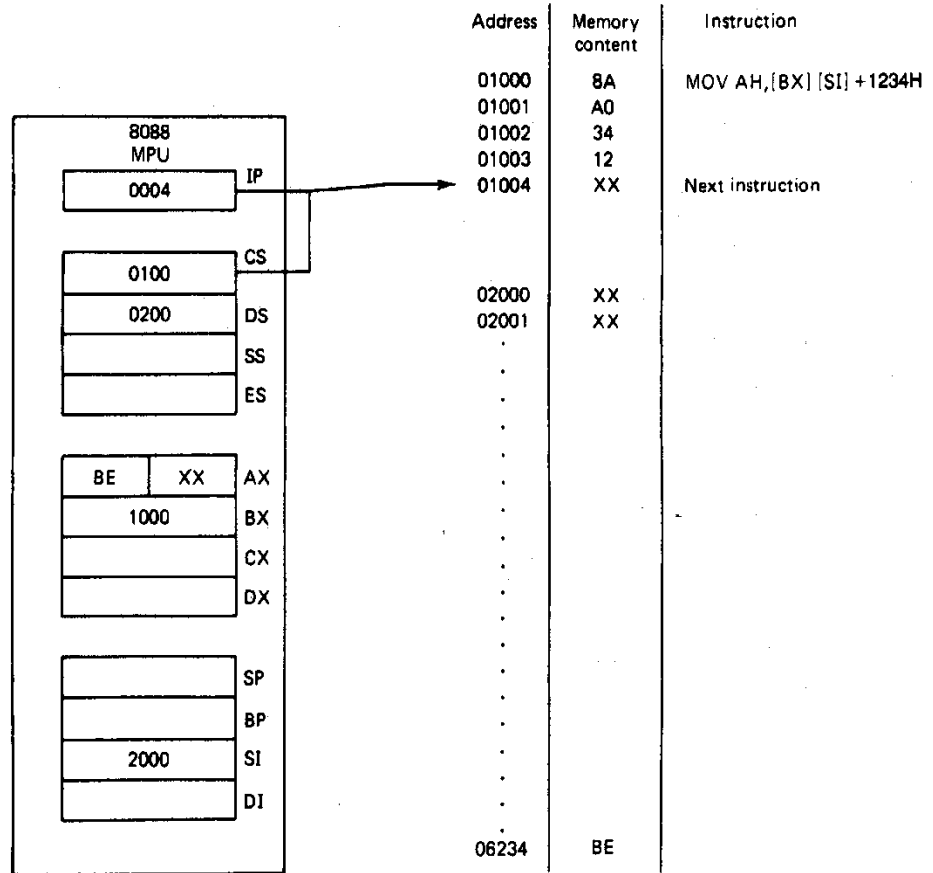 8088
MPU
IP
0004
CS
0100
0200 DS
SS
ES
BE XX AX
1000 BX
CX
DX
SP
BP
2000 SI
DI
Address Memory content Instruction
01000 8A MOV AH,[BX] [SI] +1234H
01001 A0
01002 34
01003 12
01004 XX Next instruction
02000 XX
02001 XX
06234 BE